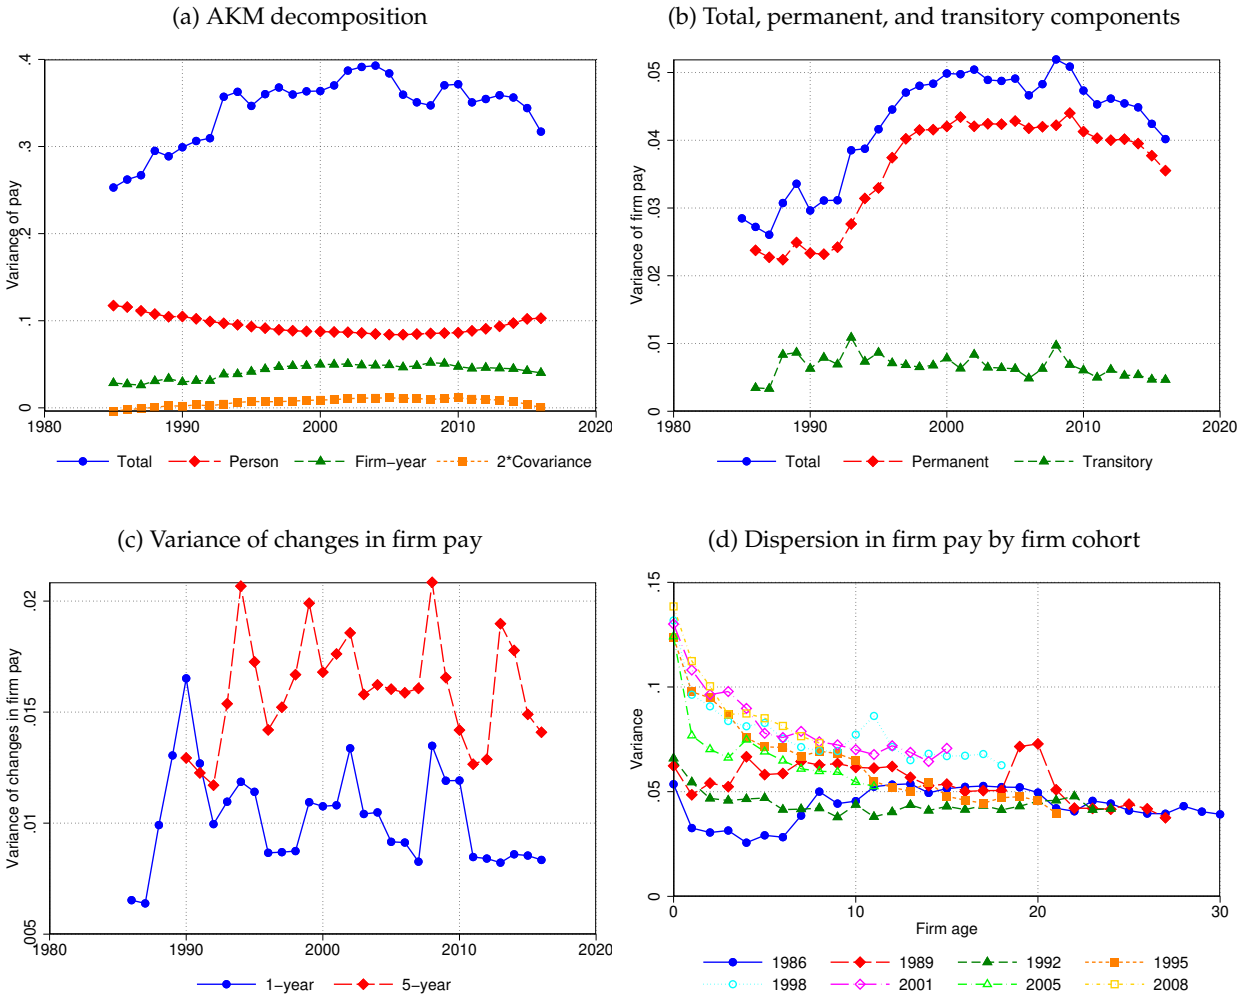 (a) AKM decomposition
Variance of pay
0 .1 .2 .3 .4
1980 1990 2000 2010 2020
Total Person Firm−year 2*Covariance
(b) Total, permanent, and transitory components
Variance of firm pay
0 .01 .02 .03 .04 .05
1980 1990 2000 2010 2020
Total Permanent Transitory
(c) Variance of changes in firm pay
Variance of changes in firm pay
.005 .01 .015 .02
1980 1990 2000 2010 2020
1−year 5−year
(d) Dispersion in firm pay by firm cohort
Variance
0 .05 .1 .15
0 10 20 30
Firm age
1986 1989 1992 1995
1998 2001 2005 2008